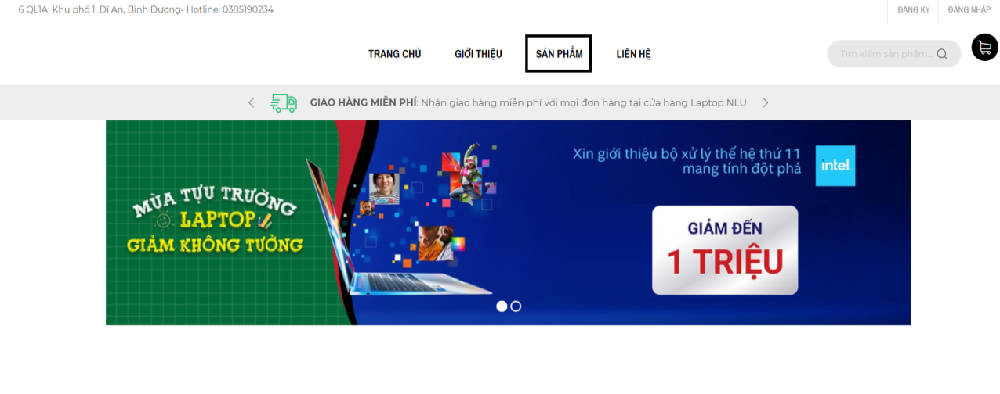 6 QL1A, Khu phố 1, Dĩ An, Bình Dương- Hotline: 0385190234
ĐĂNG KÝ
ĐĂNG NHẬP
TRANG CHỦ
GIỚI THIỆU
SẢN PHẨM
LIÊN HỆ
Tìm kiếm sản phẩm...
GIAO HÀNG MIỄN PHÍ: Nhận giao hàng miễn phí với mọi đơn hàng tại cửa hàng Laptop NLU
MÙA TỰU TRƯỜNG
LAPTOP
GIẢM KHÔNG TƯỞNG
Xin giới thiệu bộ xử lý thế hệ thứ 11
mang tính đột phá
intel.
GIẢM ĐẾN
1 TRIỆU